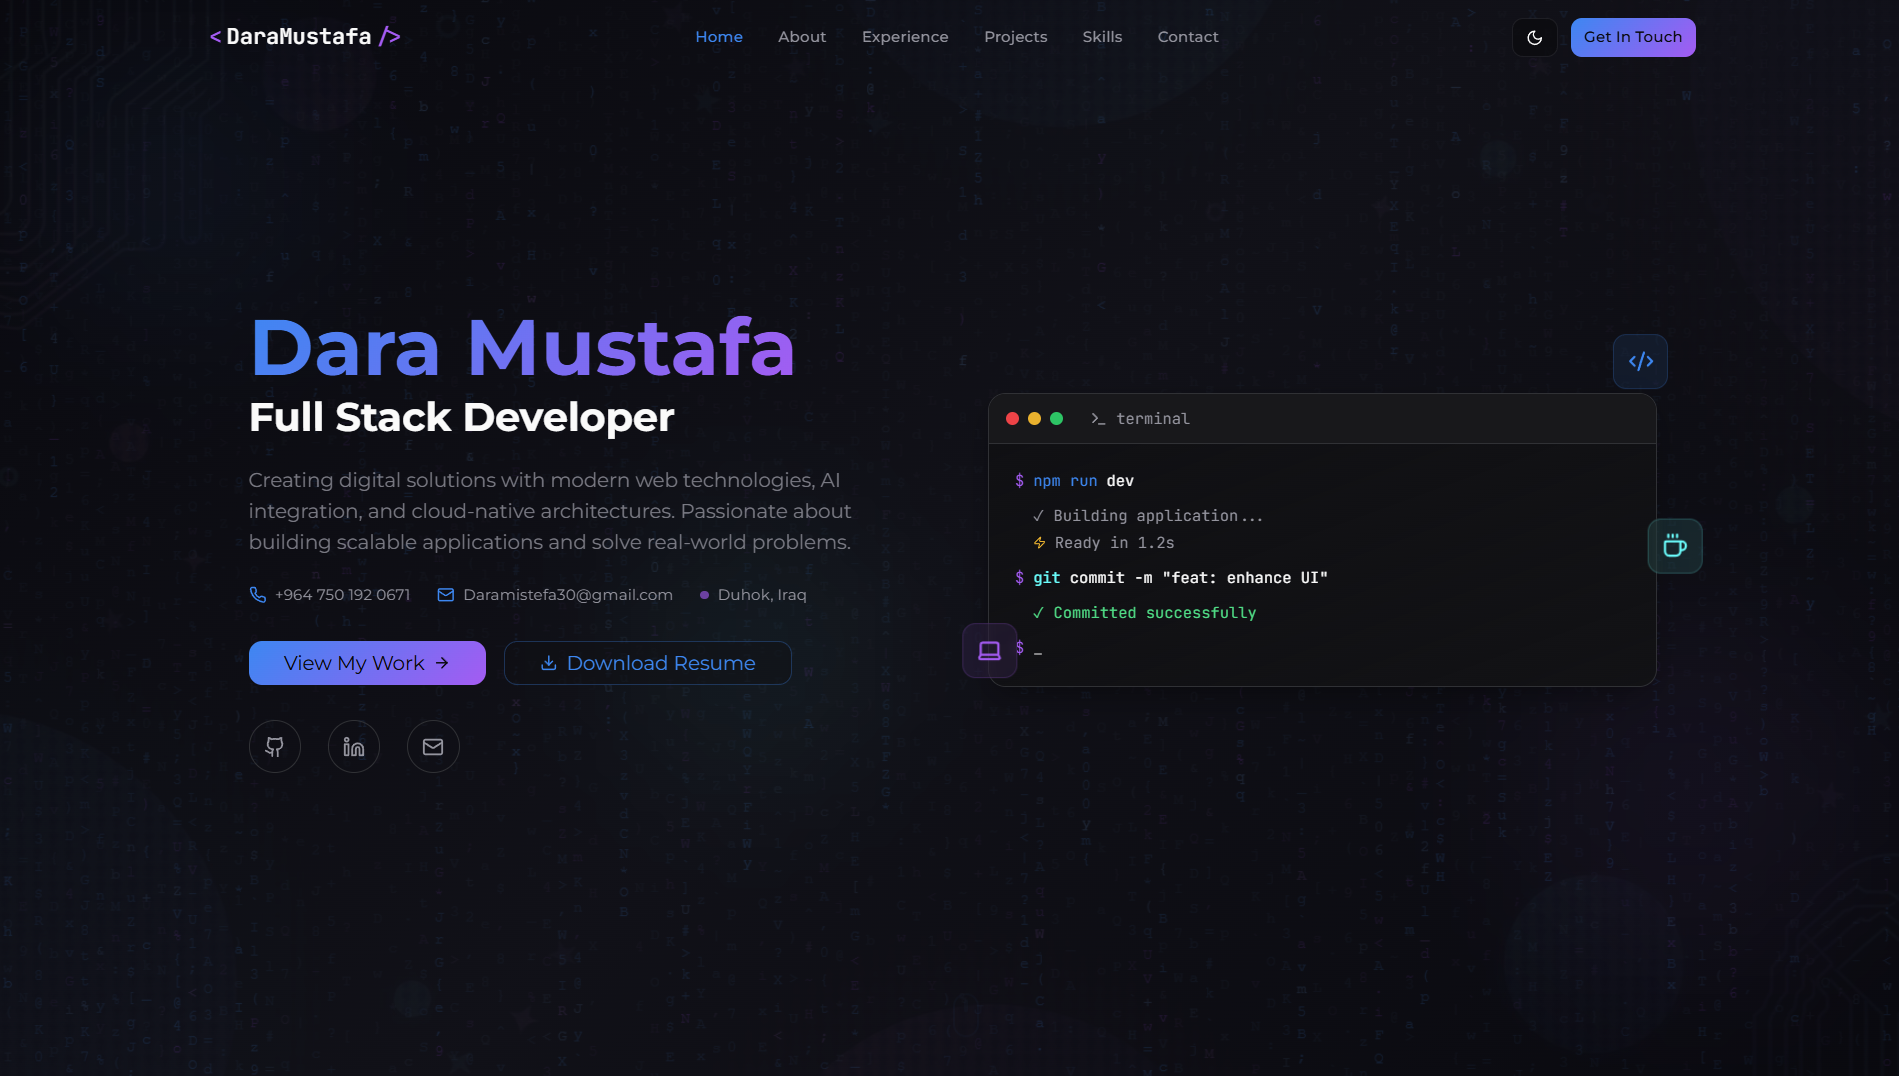 < DaraMustafa />
Home
About
Experience
Projects
Skills
Contact
Get In Touch
Dara Mustafa
Full Stack Developer
Creating digital solutions with modern web technologies, AI
integration, and cloud-native architectures. Passionate about
building scalable applications and solve real-world problems.
+964 750 192 0671
Daramistefa30@gmail.com
Duhok, Iraq
View My Work →
Download Resume
>_ terminal
$ npm run dev
✓ Building application...
⚡ Ready in 1.2s
$ git commit -m "feat: enhance UI"
✓ Committed successfully
$ _